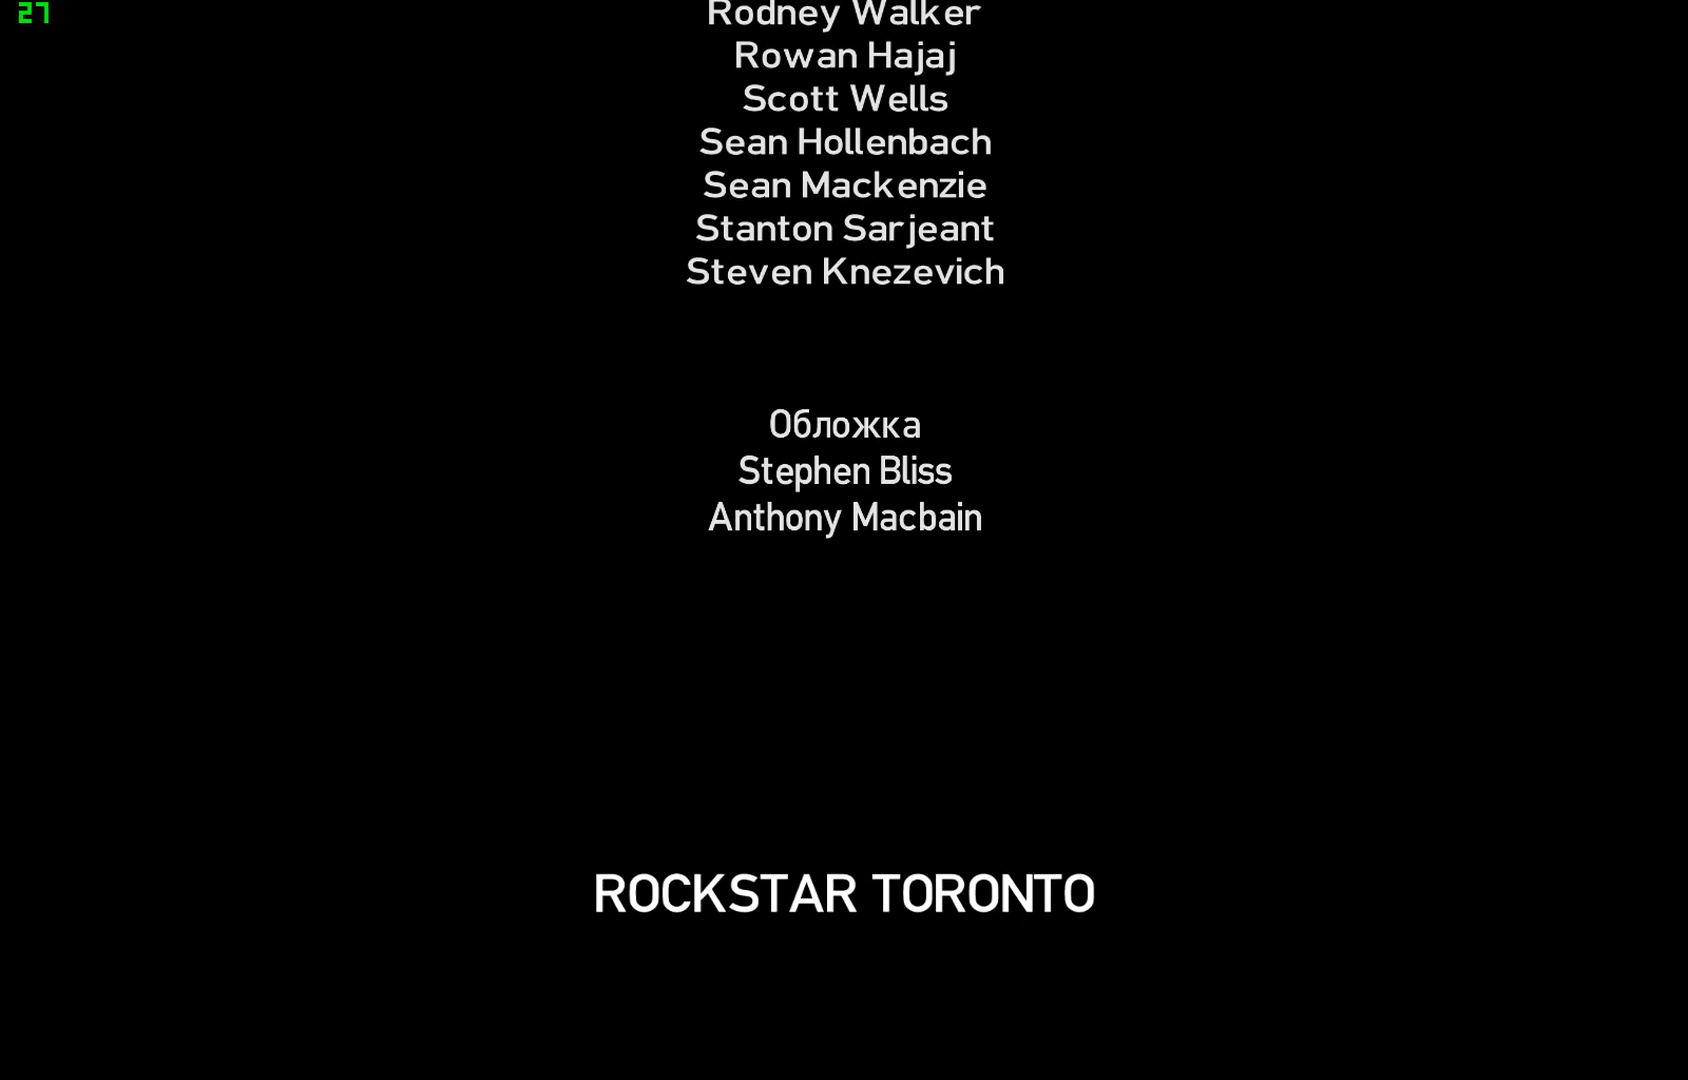 27
Rodney Walker
Rowan Hajaj
Scott Wells
Sean Hollenbach
Sean Mackenzie
Stanton Sarjeant
Steven Knezevich
Обложка
Stephen Bliss
Anthony Macbain
ROCKSTAR TORONTO